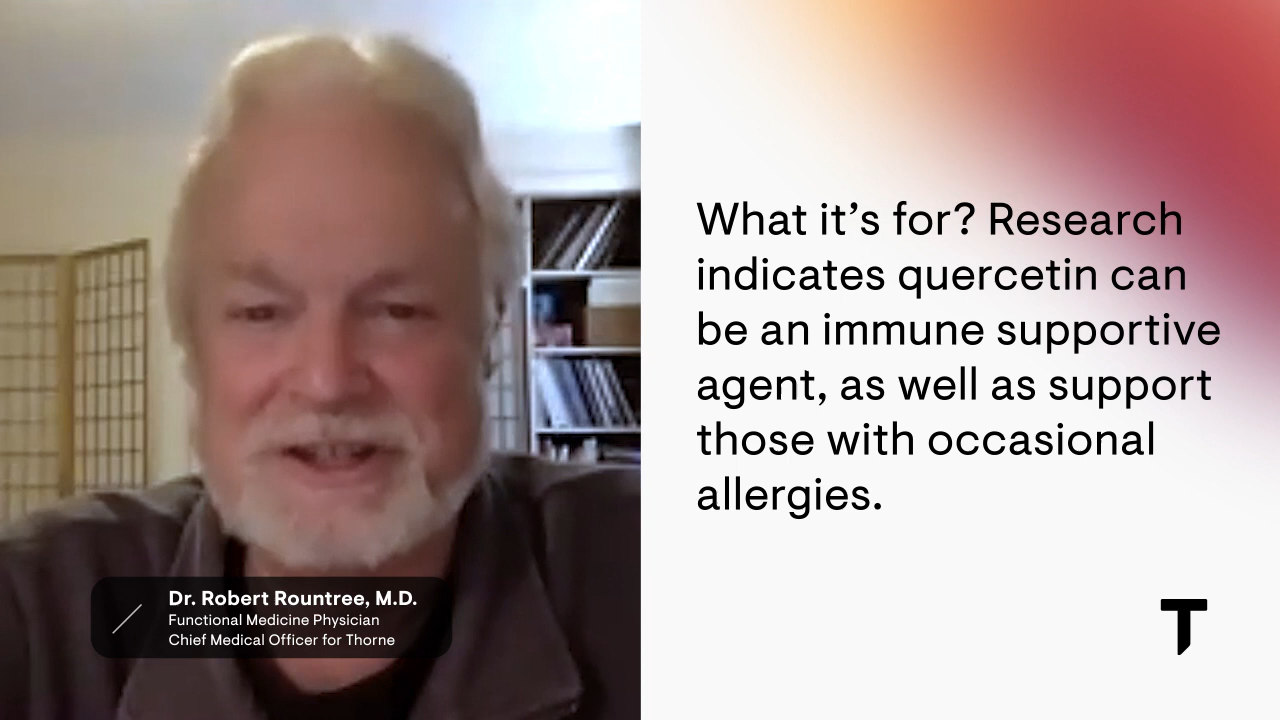 Dr. Robert Rountree, M.D.
Functional Medicine Physician
Chief Medical Officer for Thorne
What it’s for? Research
indicates quercetin can
be an immune supportive
agent, as well as support
those with occasional
allergies.
T